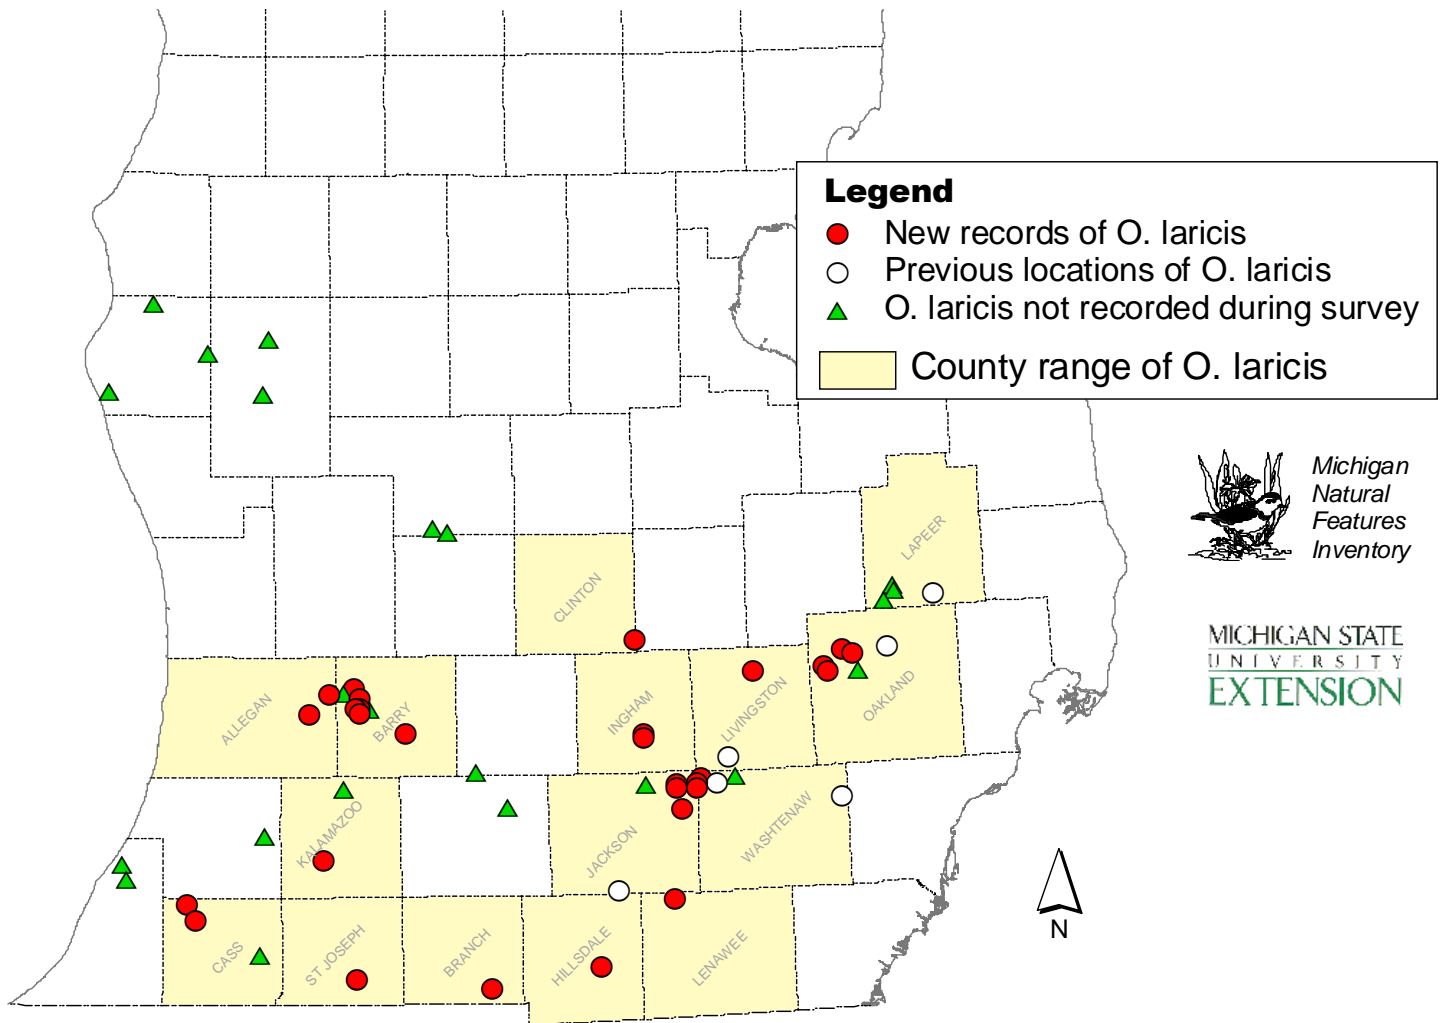 Legend
New records of O. laricis
Previous locations of O. laricis
O. laricis not recorded during survey
County range of O. laricis
Michigan
Natural
Features
Inventory
LAPEER
CLINTON
MICHIGAN STATE
UNIVERSITY
EXTENSION
ALLEGAN
BARRY
INGHAM
LIVINGSTON
OAKLAND
KALAMAZOO
JACKSON
WASHTENAW
CASS
ST JOSEPH
BRANCH
HILLSDALE
LENAWEE
N